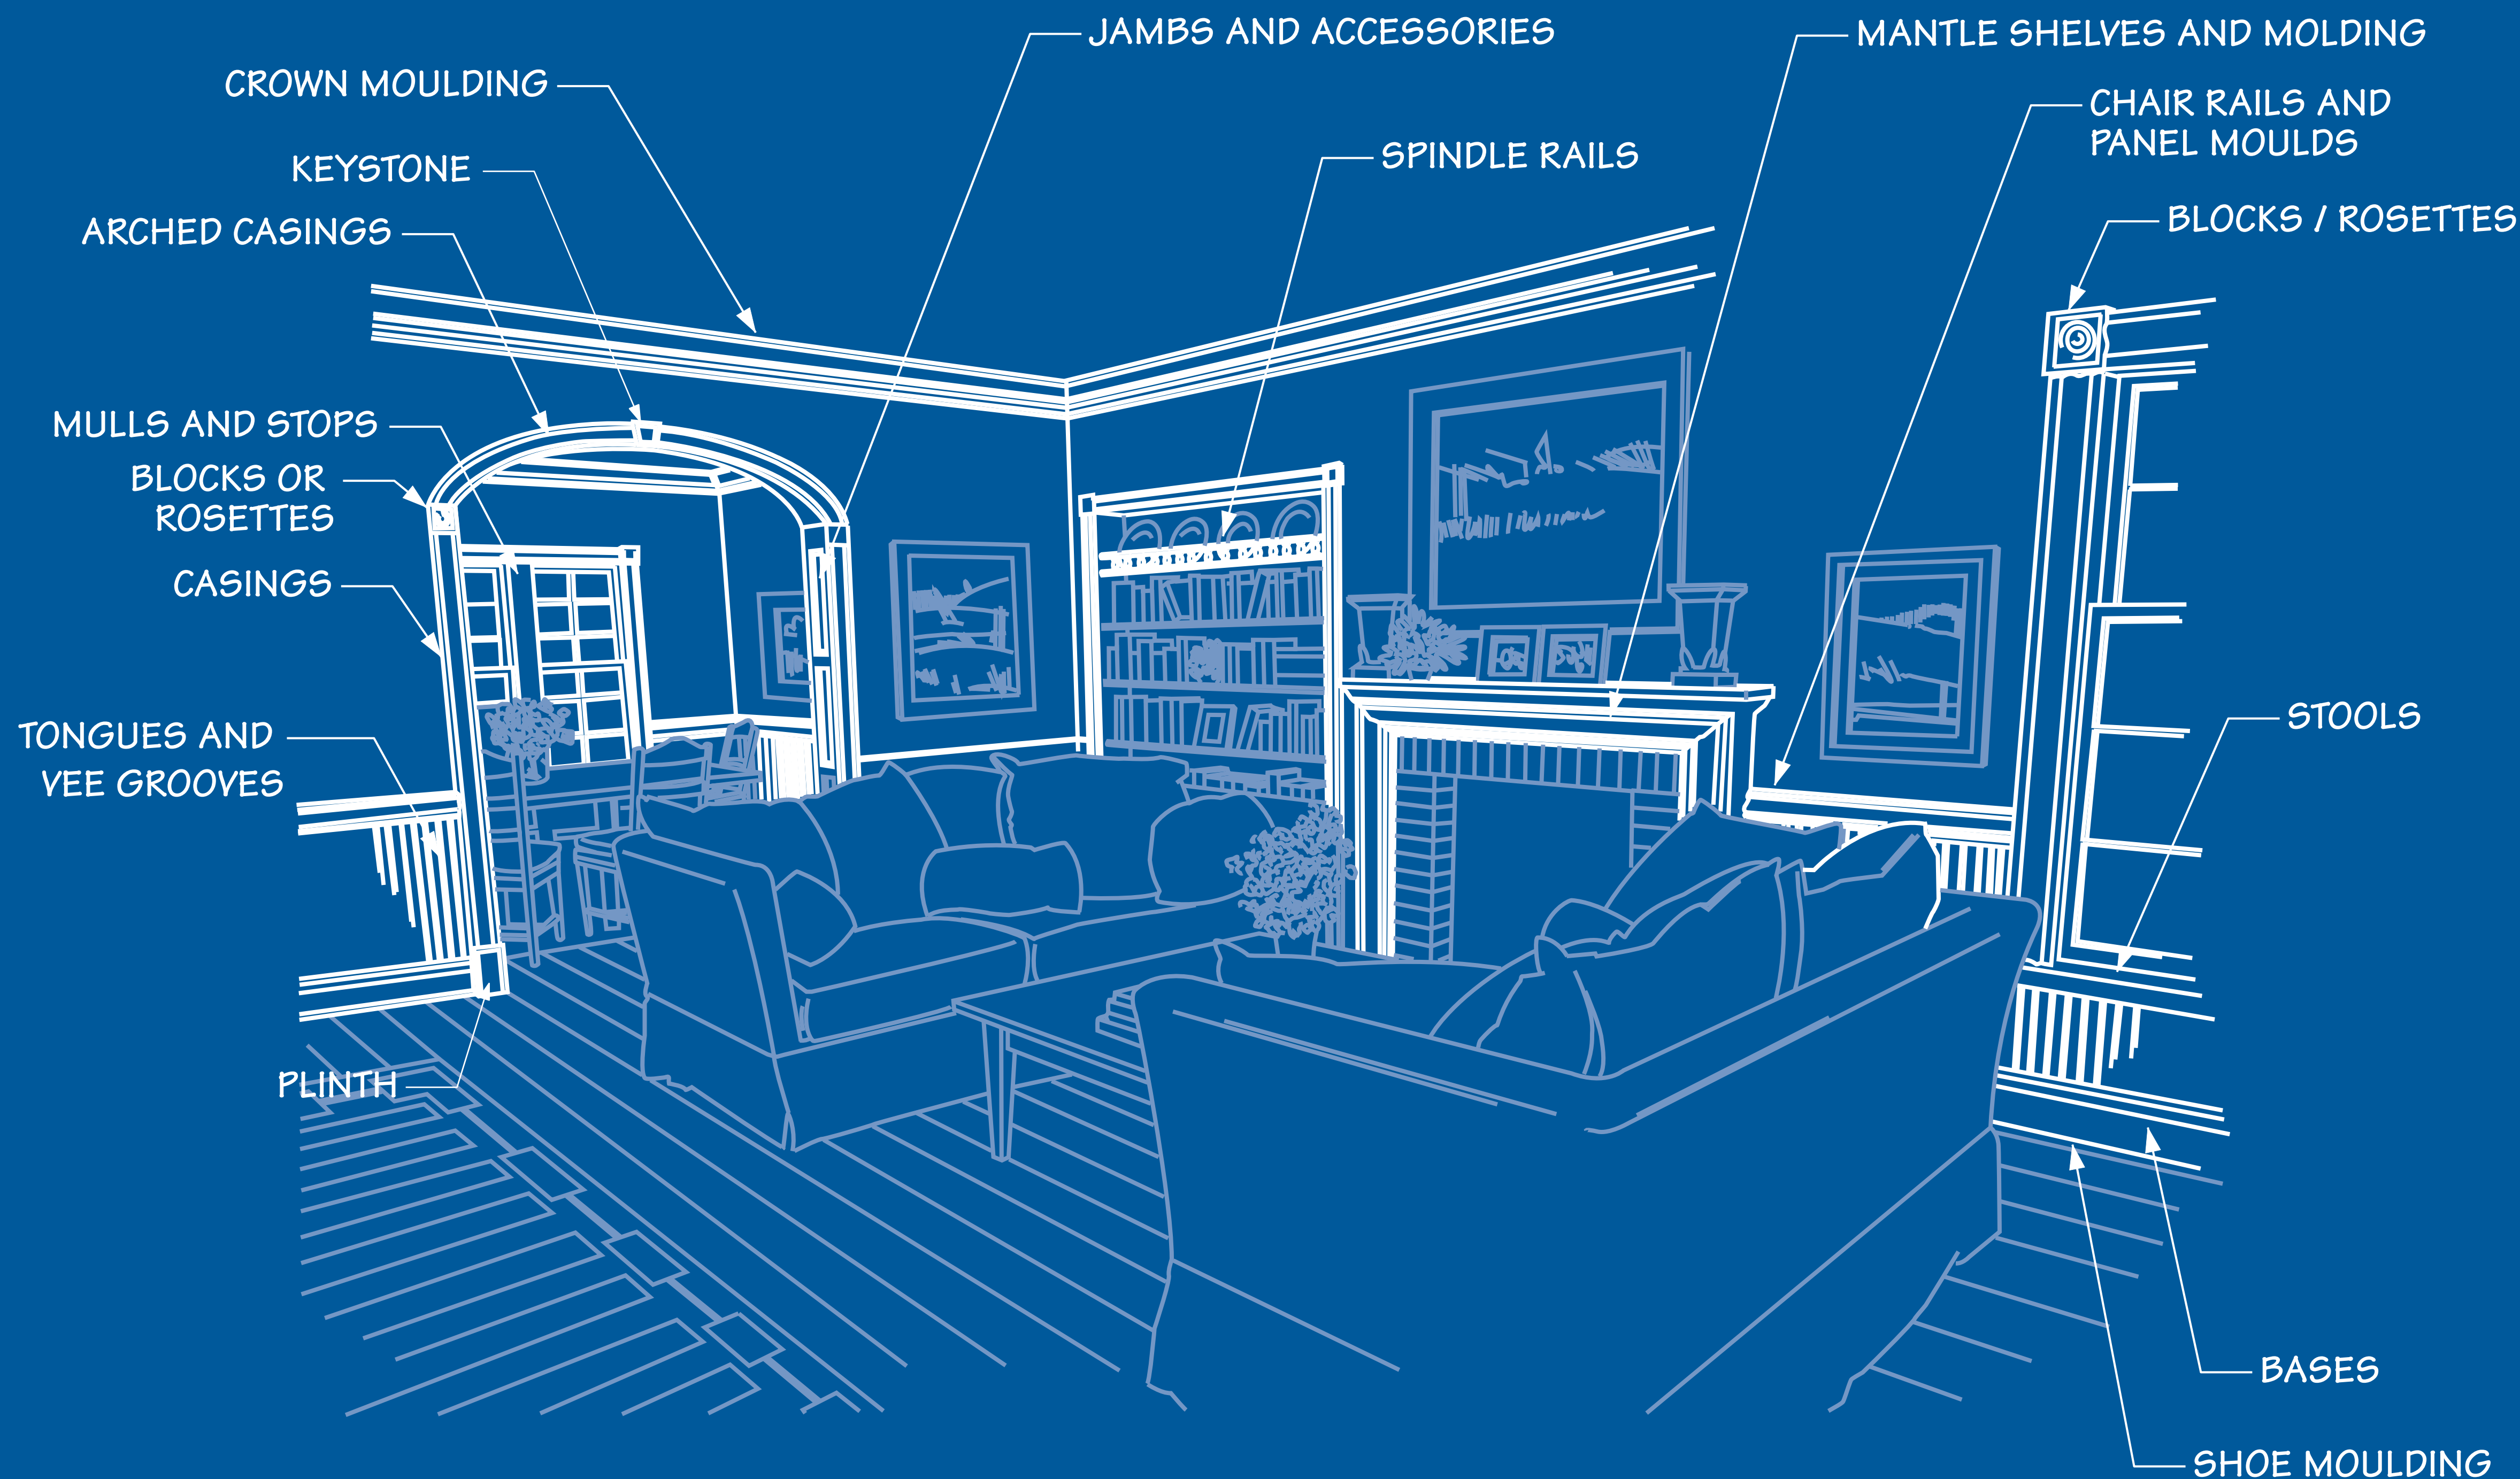 JAMBS AND ACCESSORIES
MANTLE SHELVES AND MOLDING
CROWN MOULDING
CHAIR RAILS AND
PANEL MOULDS
SPINDLE RAILS
KEYSTONE
BLOCKS / ROSETTES
ARCHED CASINGS
MULLS AND STOPS
BLOCKS OR
ROSETTES
CASINGS
STOOLS
TONGUES AND
VEE GROOVES
PLINTH
BASES
SHOE MOULDING